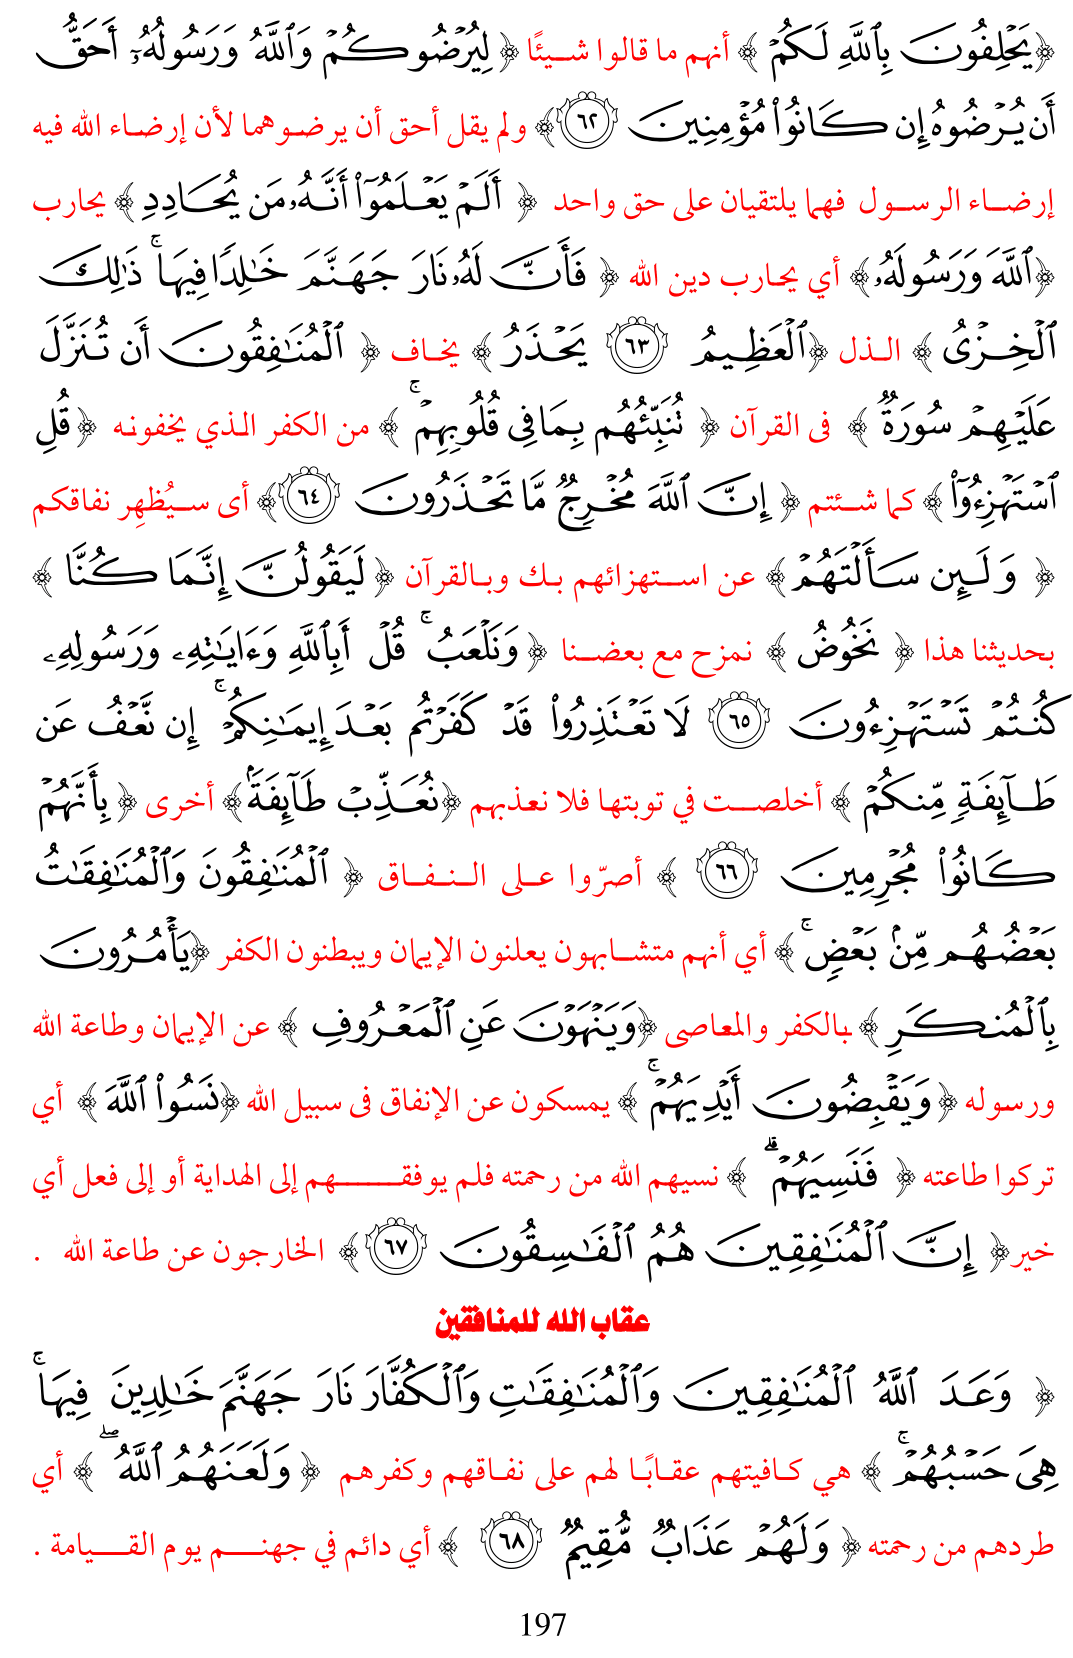 ﴿يَحْلِفُونَ بِٱللَّهِ لَكُمْ ﴾ أنهم ما قالوا شيئًا ﴿ لِيُرْضُوكُمْ وَٱللَّهُ وَرَسُولُهُۥٓ أَحَقُّ
أَن يُرْضُوهُ إِن كَانُوا۟ مُؤْمِنِينَ ٦٢﴾ ولم يقل أحق أن يرضوهما لأن إرضاء الله فيه
إرضاء الرسول فهما يلتقيان على حق واحد ﴿ أَلَمْ يَعْلَمُوٓا۟ أَنَّهُۥ مَن يُحَادِدِ ﴾ يحارب
﴿ٱللَّهَ وَرَسُولَهُۥ﴾ أي يحارب دين الله ﴿ فَأَنَّ لَهُۥ نَارَ جَهَنَّمَ خَٰلِدًا فِيهَا ۚ ذَٰلِكَ
ٱلْخِزْىُ ﴾ الذل ﴿ٱلْعَظِيمُ ٦٣ يَحْذَرُ ﴾ يخاف ﴿ ٱلْمُنَٰفِقُونَ أَن تُنَزَّلَ
عَلَيْهِمْ سُورَةٌ ﴾ فى القرآن ﴿ تُنَبِّئُهُم بِمَا فِى قُلُوبِهِمْ ۚ ﴾ من الكفر الذي يخفونه ﴿قُلِ
ٱسْتَهْزِءُوٓا۟ ﴾ كما شئتم ﴿ إِنَّ ٱللَّهَ مُخْرِجٌ مَّا تَحْذَرُونَ ٦٤﴾ أى سيُظهِر نفاقكم
﴿ وَلَئِن سَأَلْتَهُمْ ﴾ عن استهزائهم بك وبالقرآن ﴿ لَيَقُولُنَّ إِنَّمَا كُنَّا ﴾
بحديثنا هذا ﴿ نَخُوضُ ﴾ نمزح مع بعضنا ﴿ وَنَلْعَبُ ۚ قُلْ أَبِٱللَّهِ وَءَايَٰتِهِۦ وَرَسُولِهِۦ
كُنتُمْ تَسْتَهْزِءُونَ ٦٥ لَا تَعْتَذِرُوا۟ قَدْ كَفَرْتُم بَعْدَ إِيمَٰنِكُمْ ۚ إِن نَّعْفُ عَن
طَآئِفَةٍ مِّنكُمْ ﴾ أخلصت في توبتها فلا نعذبهم ﴿نُعَذِّبْ طَآئِفَةًۢ﴾ أخرى ﴿ بِأَنَّهُمْ
كَانُوا۟ مُجْرِمِينَ ٦٦ ﴾ أصرّوا على النفاق ﴿ ٱلْمُنَٰفِقُونَ وَٱلْمُنَٰفِقَٰتُ
بَعْضُهُم مِّنۢ بَعْضٍ ۚ ﴾ أي أنهم متشابهون يعلنون الإيمان ويبطنون الكفر ﴿يَأْمُرُونَ
بِٱلْمُنكَرِ ﴾ بالكفر والمعاصى ﴿وَيَنْهَوْنَ عَنِ ٱلْمَعْرُوفِ ﴾ عن الإيمان وطاعة الله
ورسوله ﴿ وَيَقْبِضُونَ أَيْدِيَهُمْ ۚ ﴾ يمسكون عن الإنفاق فى سبيل الله ﴿نَسُوا۟ ٱللَّهَ ﴾ أي
تركوا طاعته ﴿ فَنَسِيَهُمْ ۗ ﴾ نسيهم الله من رحمته فلم يوفقهم إلى الهداية أو إلى فعل أي
خير﴿ إِنَّ ٱلْمُنَٰفِقِينَ هُمُ ٱلْفَٰسِقُونَ ٦٧﴾ الخارجون عن طاعة الله .
عقاب الله للمنافقين
﴿ وَعَدَ ٱللَّهُ ٱلْمُنَٰفِقِينَ وَٱلْمُنَٰفِقَٰتِ وَٱلْكُفَّارَ نَارَ جَهَنَّمَ خَٰلِدِينَ فِيهَا ۚ
هِىَ حَسْبُهُمْ ۚ ﴾ هي كافيتهم عقابًا لهم على نفاقهم وكفرهم ﴿ وَلَعَنَهُمُ ٱللَّهُ ۖ ﴾ أي
طردهم من رحمته ﴿ وَلَهُمْ عَذَابٌ مُّقِيمٌ ٦٨ ﴾ أي دائم في جهنم يوم القيامة .
197